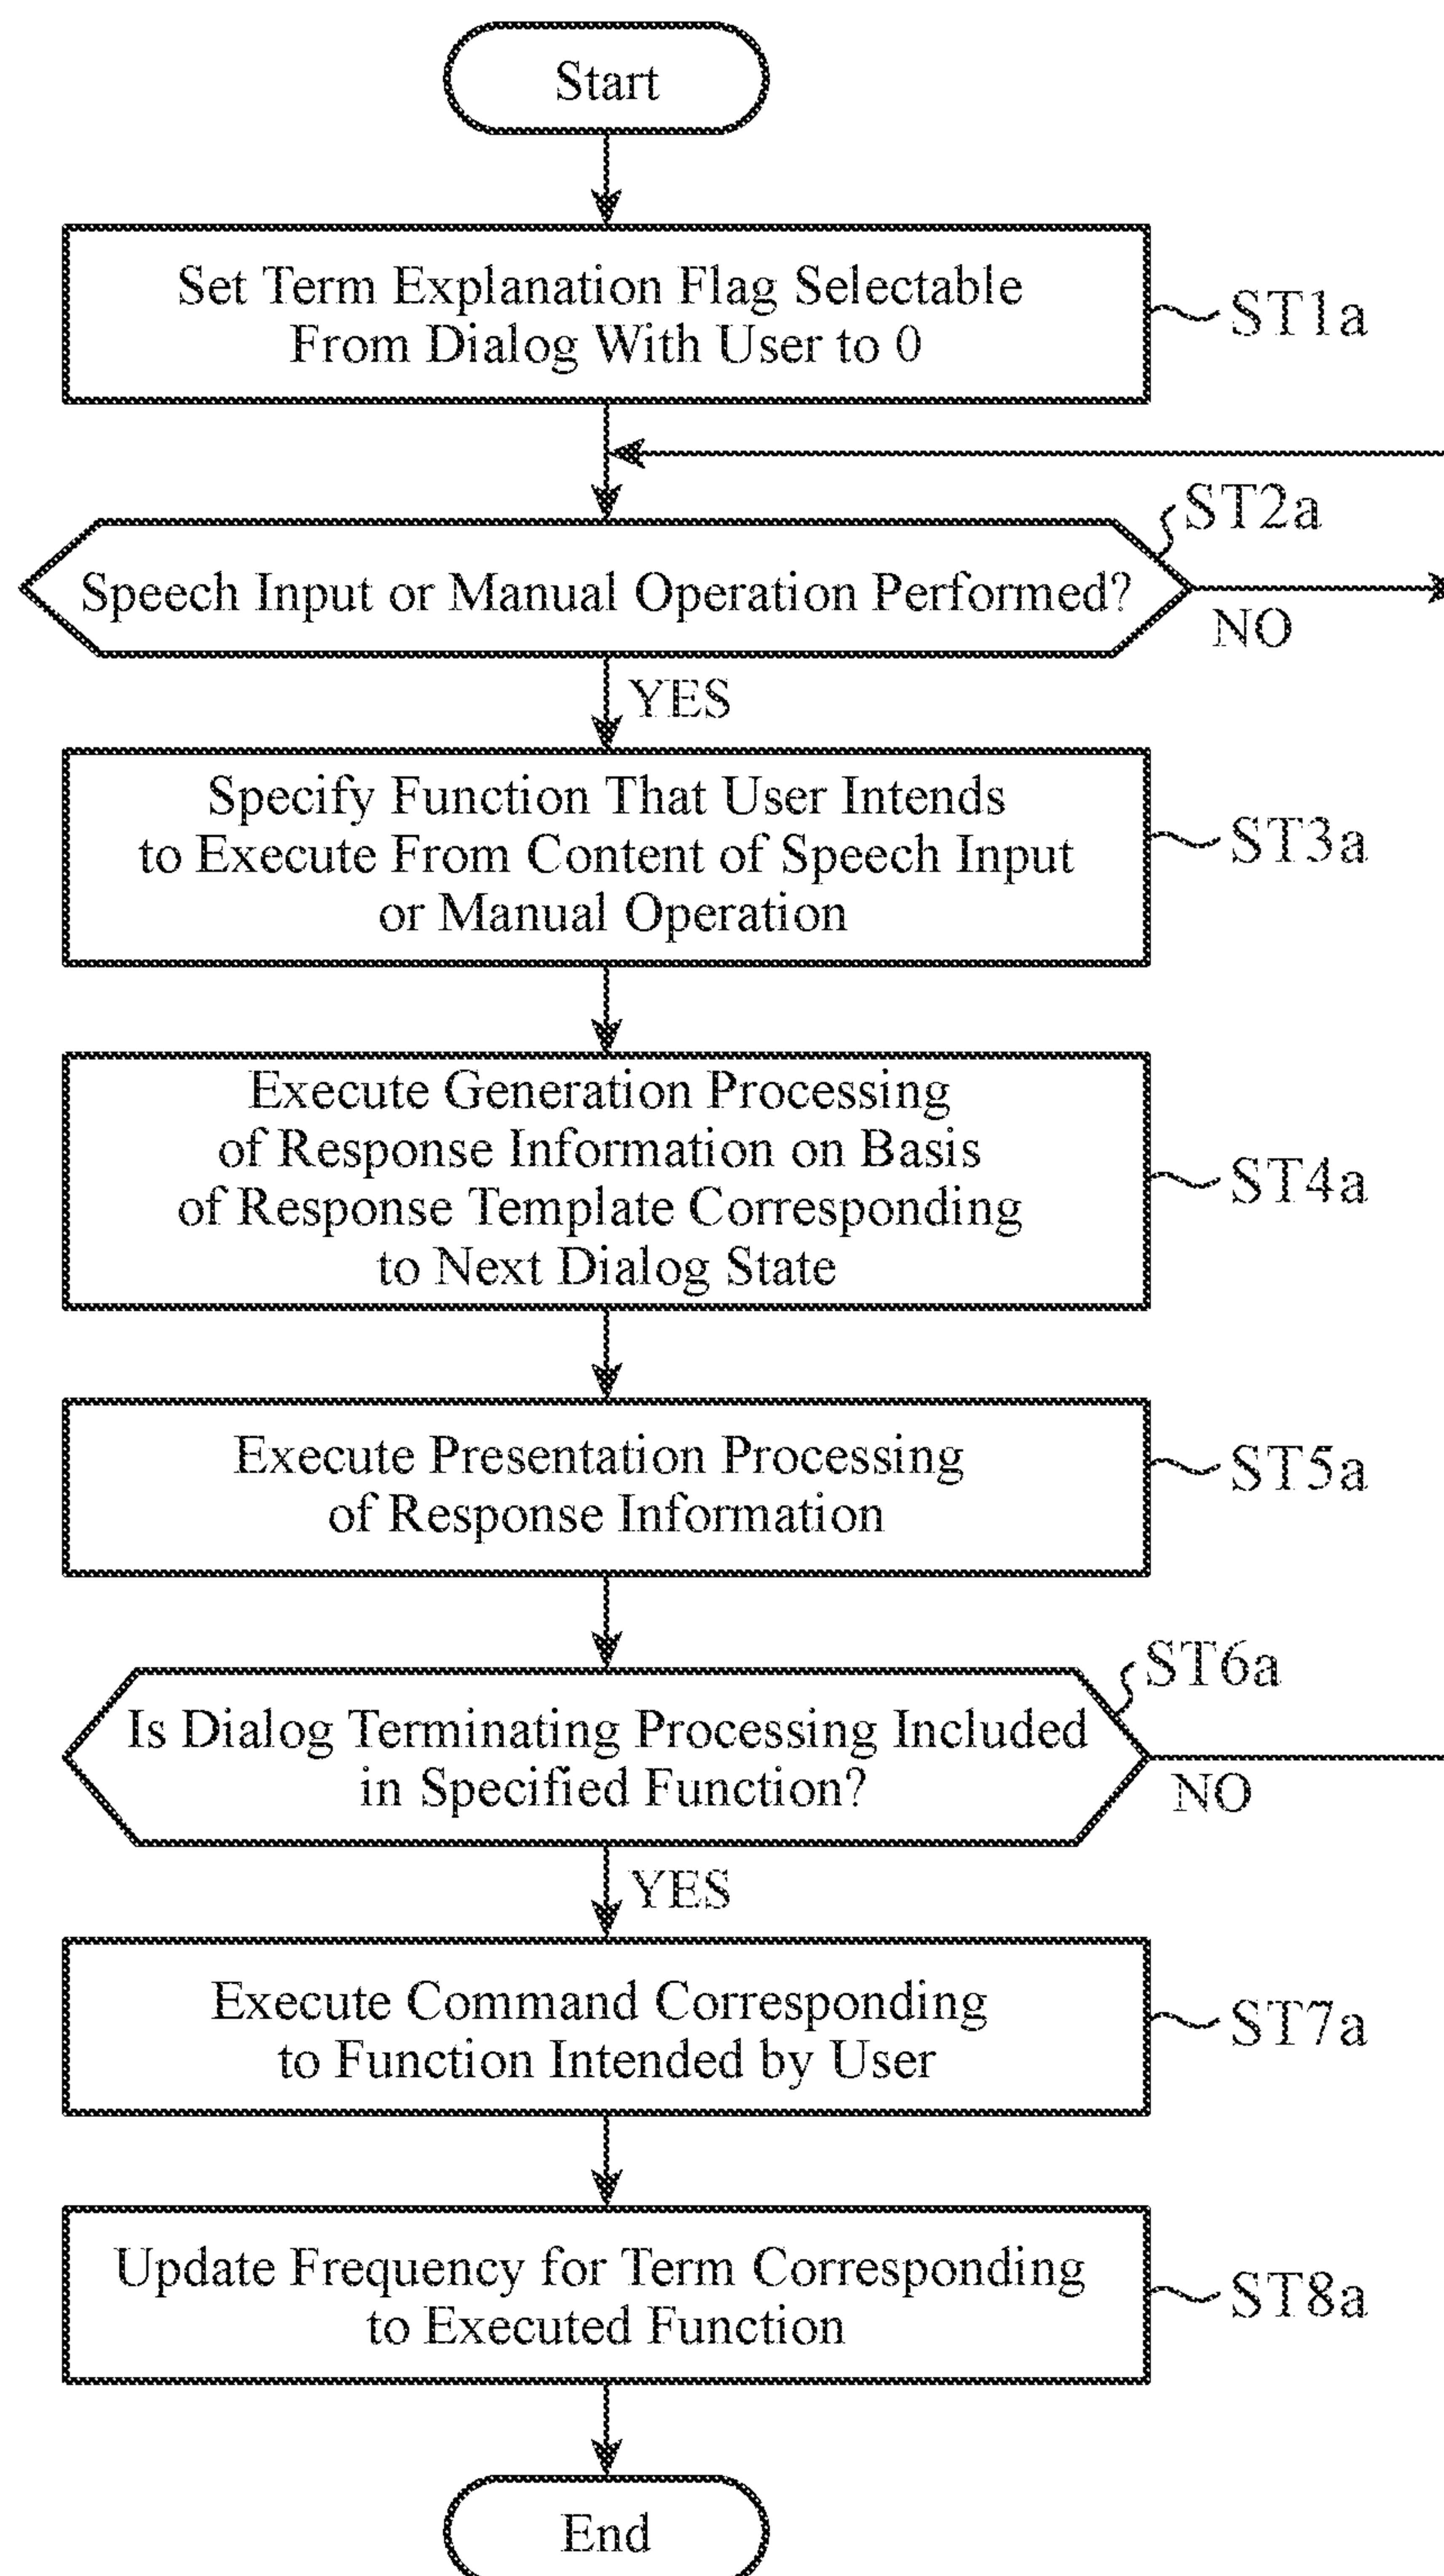 Start
Set Term Explanation Flag Selectable
From Dialog With User to 0
ST1a
ST2a
Speech Input or Manual Operation Performed?
NO
YES
Specify Function That User Intends
to Execute From Content of Speech Input
or Manual Operation
ST3a
Execute Generation Processing
of Response Information on Basis
of Response Template Corresponding
to Next Dialog State
ST4a
Execute Presentation Processing
of Response Information
ST5a
ST6a
Is Dialog Terminating Processing Included
in Specified Function?
NO
YES
Execute Command Corresponding
to Function Intended by User
ST7a
Update Frequency for Term Corresponding
to Executed Function
ST8a
End